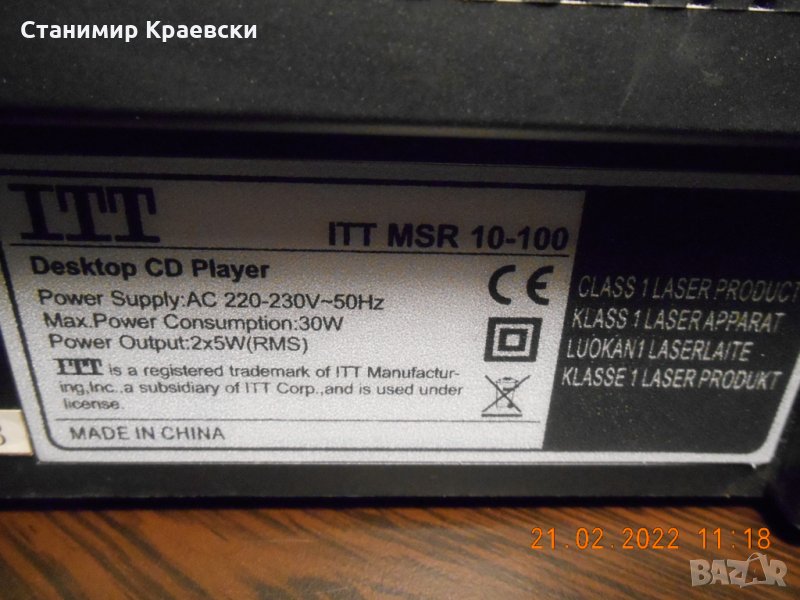 Станимир Краевски
ITT
ITT MSR 10-100
Desktop CD Player
Power Supply:AC 220-230V~50Hz
Max.Power Consumption:30W
Power Output:2x5W(RMS)
ITT is a registered trademark of ITT Manufactur-
ing,Inc.,a subsidiary of ITT Corp.,and is used under
license.
MADE IN CHINA
CE
CLASS 1 LASER PRODUCT
KLASS 1 LASER APPARAT
LUOKAN1 LASERLAITE
KLASSE 1 LASER PRODUKT
21.02.2022 11:18
BAZAR